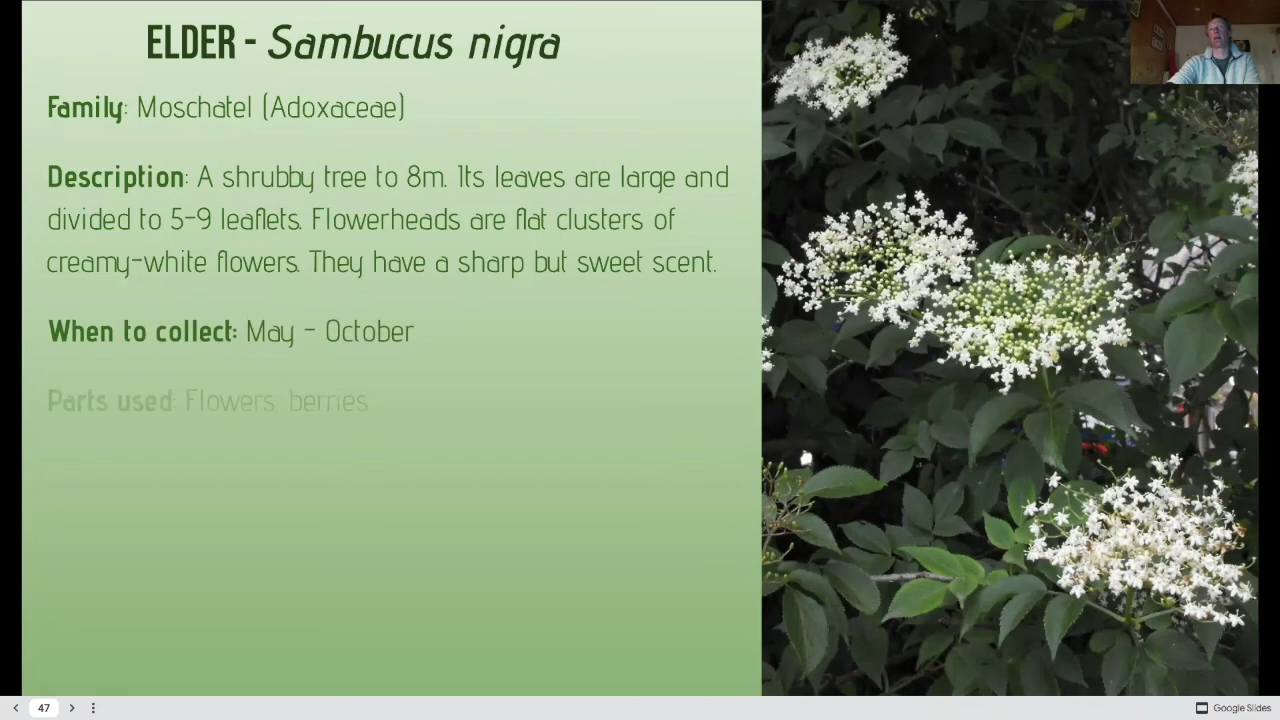 ELDER - Sambucus nigra
Family: Moschatel (Adoxaceae)
Description: A shrubby tree to 8m. Its leaves are large and
divided to 5-9 leaflets. Flowerheads are flat clusters of
creamy-white flowers. They have a sharp but sweet scent.
When to collect: May - October
Parts used: Flowers, berries
47
Google Slides